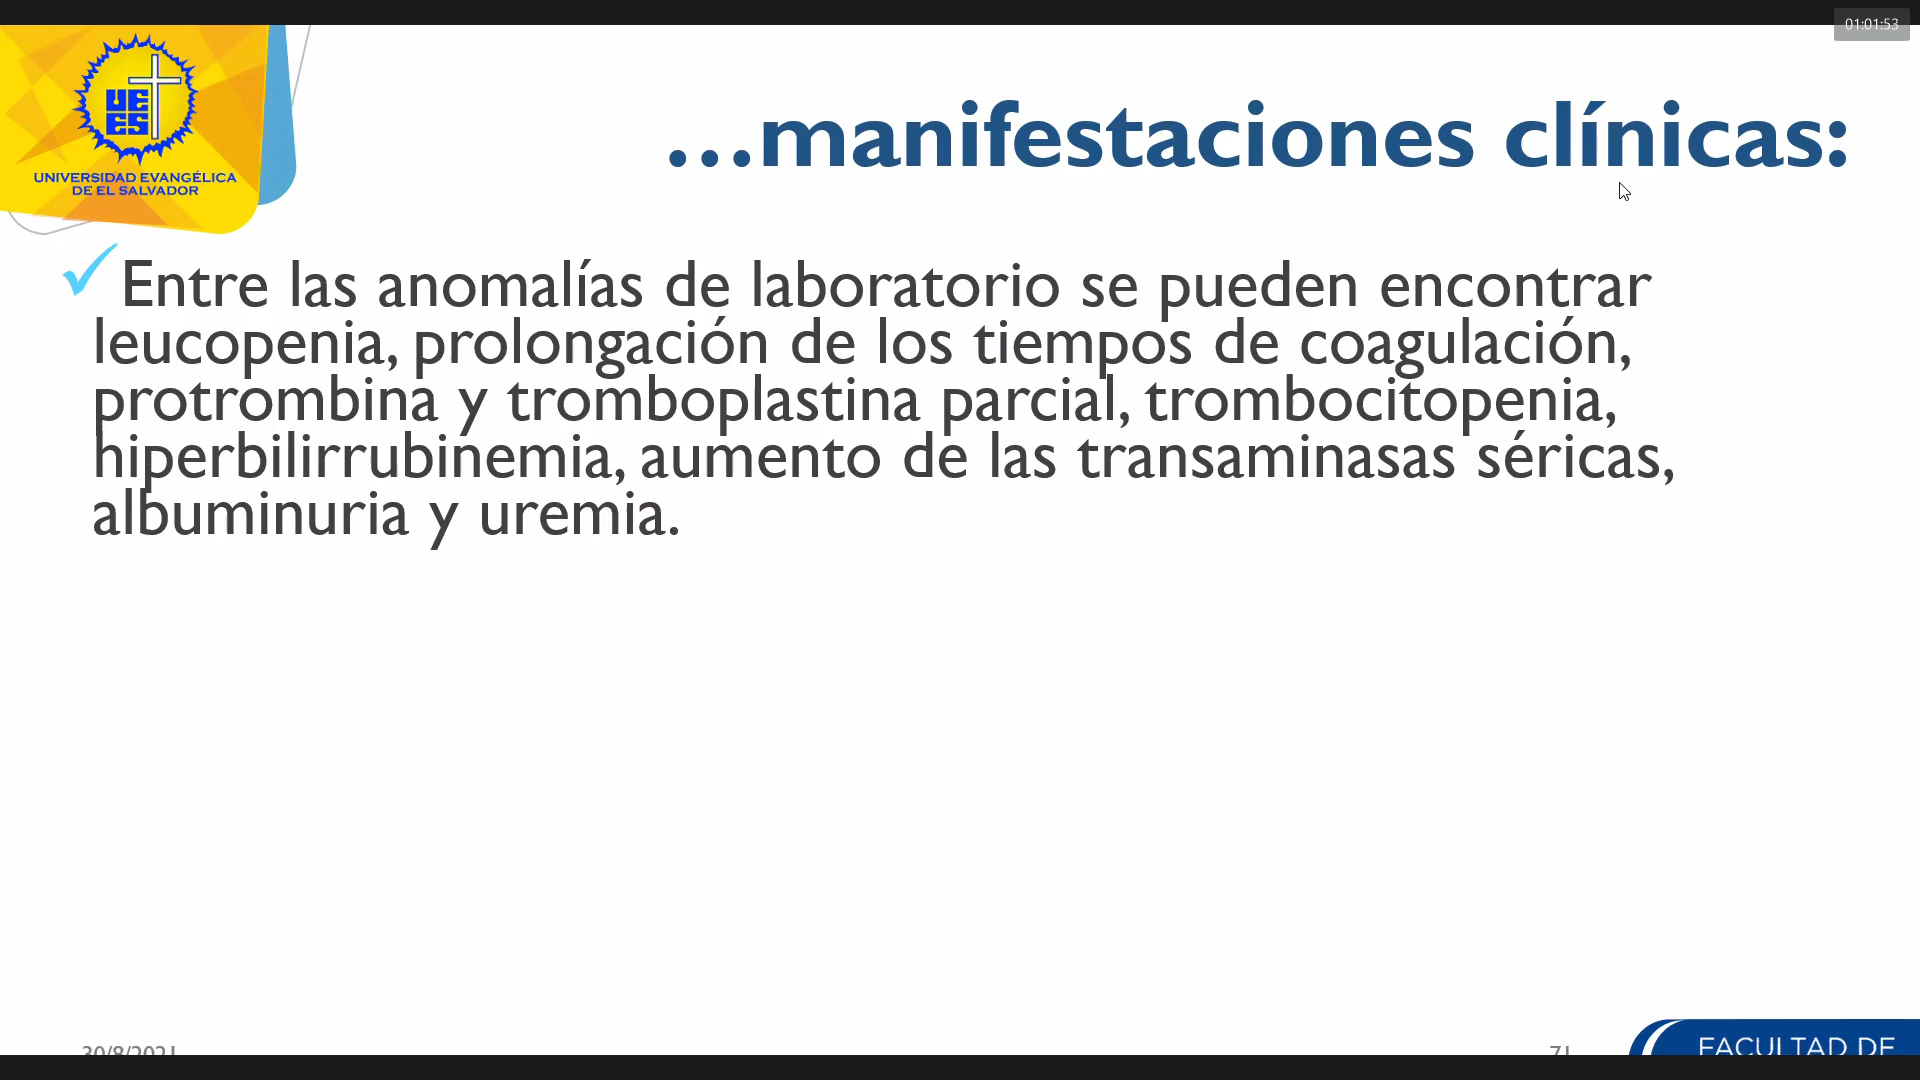 01:01:53
UE
ES
UNIVERSIDAD EVANGÉLICA
DE EL SALVADOR
...manifestaciones clínicas:
Entre las anomalías de laboratorio se pueden encontrar
leucopenia, prolongación de los tiempos de coagulación,
protrombina y tromboplastina parcial, trombocitopenia,
hiperbilirrubinemia, aumento de las transaminasas séricas,
albuminuria y uremia.
30/8/2021
71
FACULTAD DE